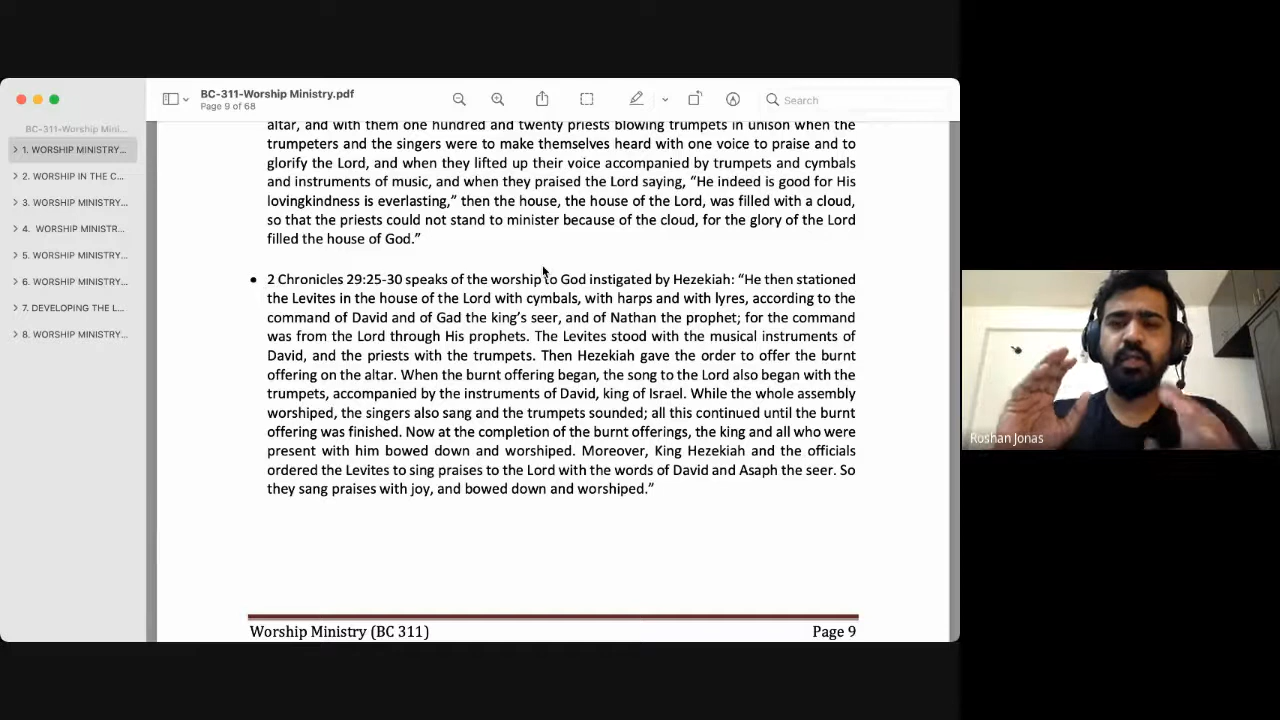 BC-311-Worship Ministry.pdf
Page 9 of 68
Search
BC-311-Worship Mini...
1. WORSHIP MINISTRY...
2. WORSHIP IN THE C...
3. WORSHIP MINISTRY...
4. WORSHIP MINISTR...
5. WORSHIP MINISTRY...
6. WORSHIP MINISTRY...
7. DEVELOPING THE L...
8. WORSHIP MINISTRY...
altar, and with them one hundred and twenty priests blowing trumpets in unison when the
trumpeters and the singers were to make themselves heard with one voice to praise and to
glorify the Lord, and when they lifted up their voice accompanied by trumpets and cymbals
and instruments of music, and when they praised the Lord saying, “He indeed is good for His
lovingkindness is everlasting,” then the house, the house of the Lord, was filled with a cloud,
so that the priests could not stand to minister because of the cloud, for the glory of the Lord
filled the house of God.”
• 2 Chronicles 29:25-30 speaks of the worship to God instigated by Hezekiah: “He then stationed
the Levites in the house of the Lord with cymbals, with harps and with lyres, according to the
command of David and of Gad the king’s seer, and of Nathan the prophet; for the command
was from the Lord through His prophets. The Levites stood with the musical instruments of
David, and the priests with the trumpets. Then Hezekiah gave the order to offer the burnt
offering on the altar. When the burnt offering began, the song to the Lord also began with the
trumpets, accompanied by the instruments of David, king of Israel. While the whole assembly
worshiped, the singers also sang and the trumpets sounded; all this continued until the burnt
offering was finished. Now at the completion of the burnt offerings, the king and all who were
present with him bowed down and worshiped. Moreover, King Hezekiah and the officials
ordered the Levites to sing praises to the Lord with the words of David and Asaph the seer. So
they sang praises with joy, and bowed down and worshiped.”
Worship Ministry (BC 311)
Page 9
Roshan Jonas